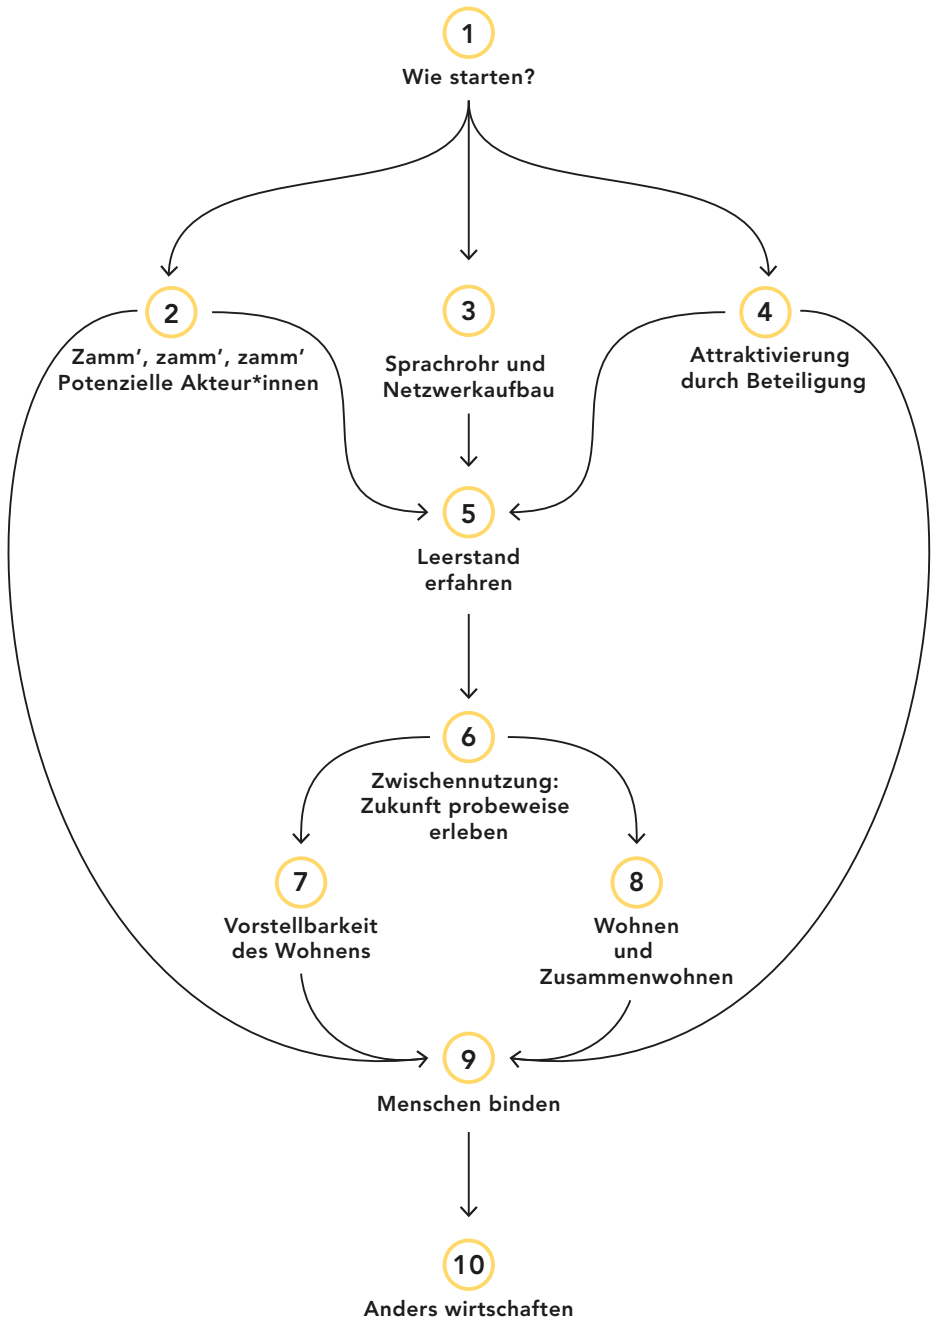 1
Wie starten?
2
Zamm’, zamm’, zamm’
Potenzielle Akteur*innen
3
Sprachrohr und
Netzwerkaufbau
4
Attraktivierung
durch Beteiligung
5
Leerstand
erfahren
6
Zwischennutzung:
Zukunft probeweise
erleben
7
Vorstellbarkeit
des Wohnens
8
Wohnen
und
Zusammenwohnen
9
Menschen binden
10
Anders wirtschaften